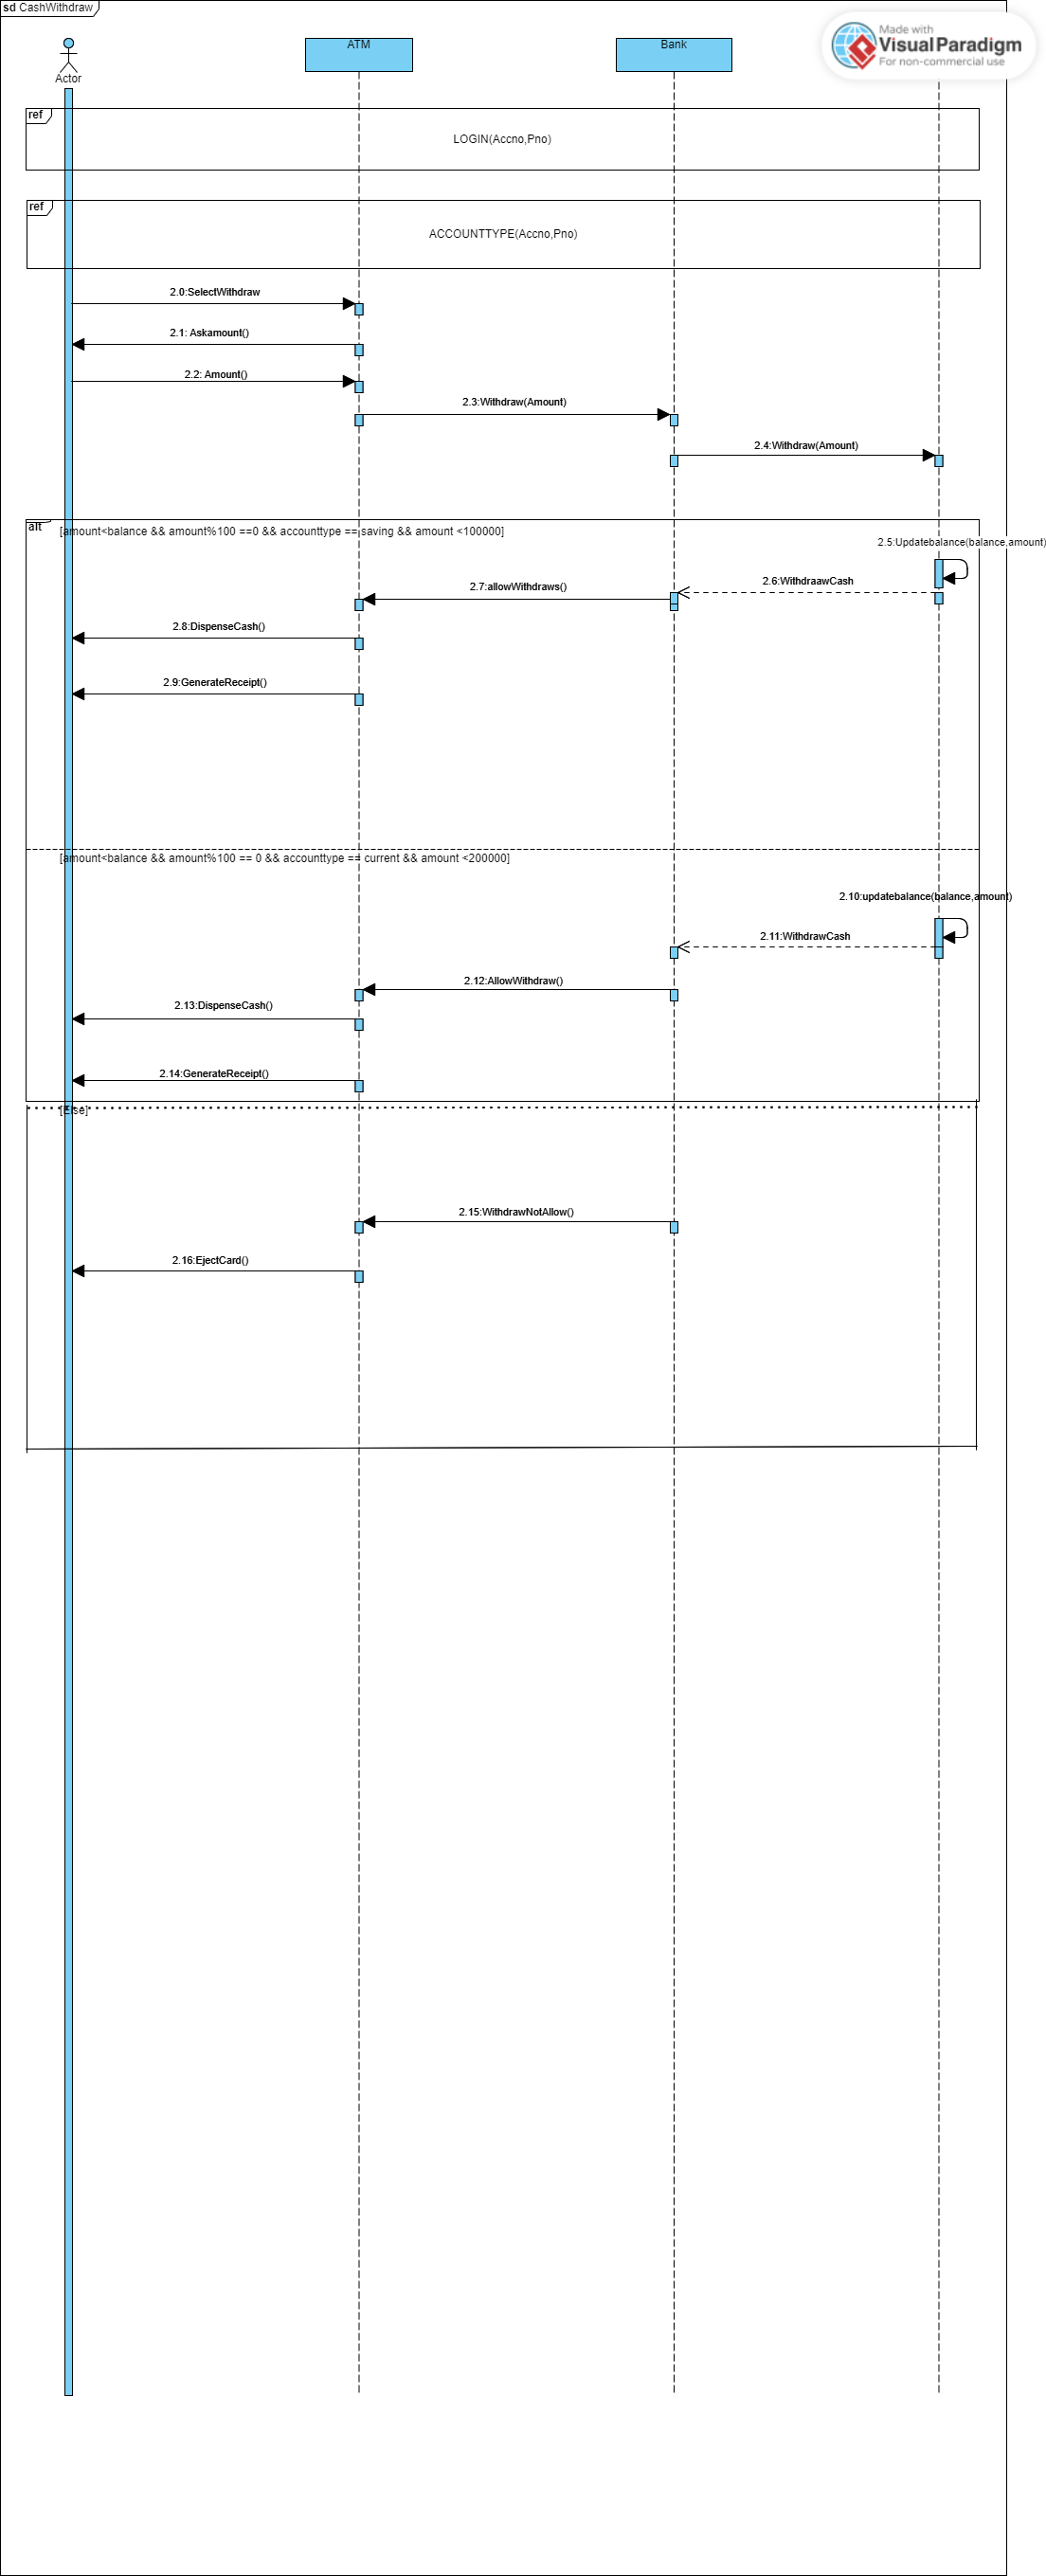 sd CashWithdraw
Made with
Visual Paradigm
For non-commercial use
Actor
ATM
Bank
ref
LOGIN(Accno,Pno)
ref
ACCOUNTTYPE(Accno,Pno)
2.0:SelectWithdraw
2.1: Askamount()
2.2: Amount()
2.3:Withdraw(Amount)
2.4:Withdraw(Amount)
alt
[amount<balance && amount%100 ==0 && accounttype == saving && amount <100000]
2.5:Updatebalance(balance,amount)
2.6:WithdraawCash
2.7:allowWithdraws()
2.8:DispenseCash()
2.9:GenerateReceipt()
[amount<balance && amount%100 == 0 && accounttype == current && amount <200000]
2.10:updatebalance(balance,amount)
2.11:WithdrawCash
2.12:AllowWithdraw()
2.13:DispenseCash()
2.14:GenerateReceipt()
[Else]
2.15:WithdrawNotAllow()
2.16:EjectCard()